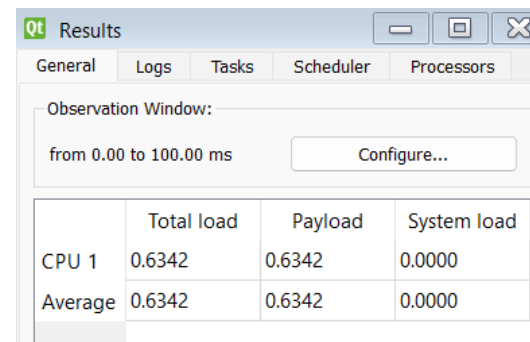 Qt Results
General Logs Tasks Scheduler Processors
Observation Window:
from 0.00 to 100.00 ms Configure...
Total load Payload System load
CPU 1 0.6342 0.6342 0.0000
Average 0.6342 0.6342 0.0000